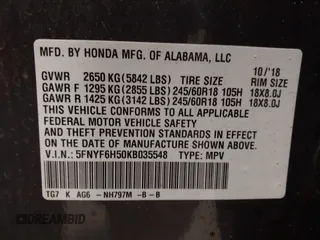 MFD. BY HONDA MFG. OF ALABAMA, LLC
10/'18
GVWR 2650 KG (5842 LBS) TIRE SIZE RIM SIZE
GAWR F 1295 KG (2855 LBS) 245/60R18 105H 18X8.0J
GAWR R 1425 KG (3142 LBS) 245/60R18 105H 18X8.0J
THIS VEHICLE CONFORMS TO ALL APPLICABLE
FEDERAL MOTOR VEHICLE SAFETY STANDARDS IN EFFECT
ON THE DATE OF MANUFACTURE SHOWN ABOVE.
V.I.N: 5FNYF6H50KB035548 TYPE: MPV
TG7 K AG6 -NH797M -B-B
DREAMBID